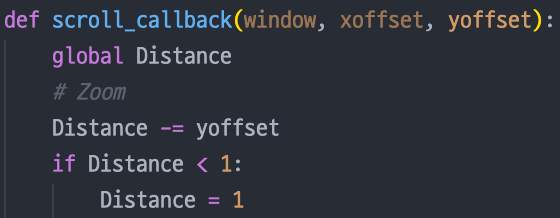 def scroll_callback(window, xoffset, yoffset):
    global Distance
    # Zoom
    Distance -= yoffset
    if Distance < 1:
        Distance = 1